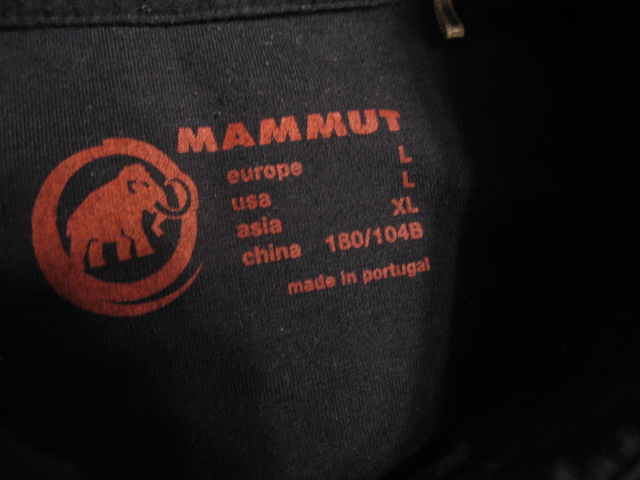 MAMMUT
europe L
usa L
asia XL
china 180/104B
made in portugal